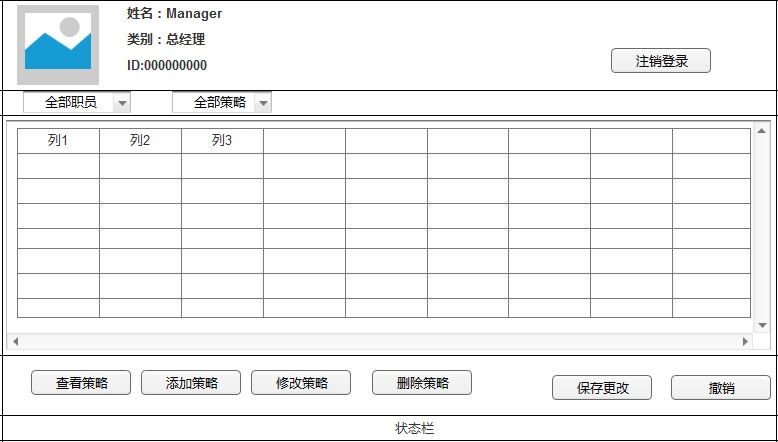 姓名：Manager
类别：总经理
ID:000000000
注销登录
全部职员 全部策略
列1 列2 列3
查看策略 添加策略 修改策略 删除策略 保存更改 撤销
状态栏